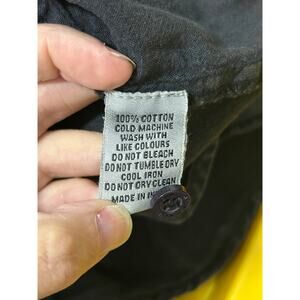 100% COTTON
COLD MACHINE
WASH WITH
LIKE COLOURS
DO NOT BLEACH
DO NOT TUMBLE DRY
COOL IRON
DO NOT DRY CLEAN
MADE IN